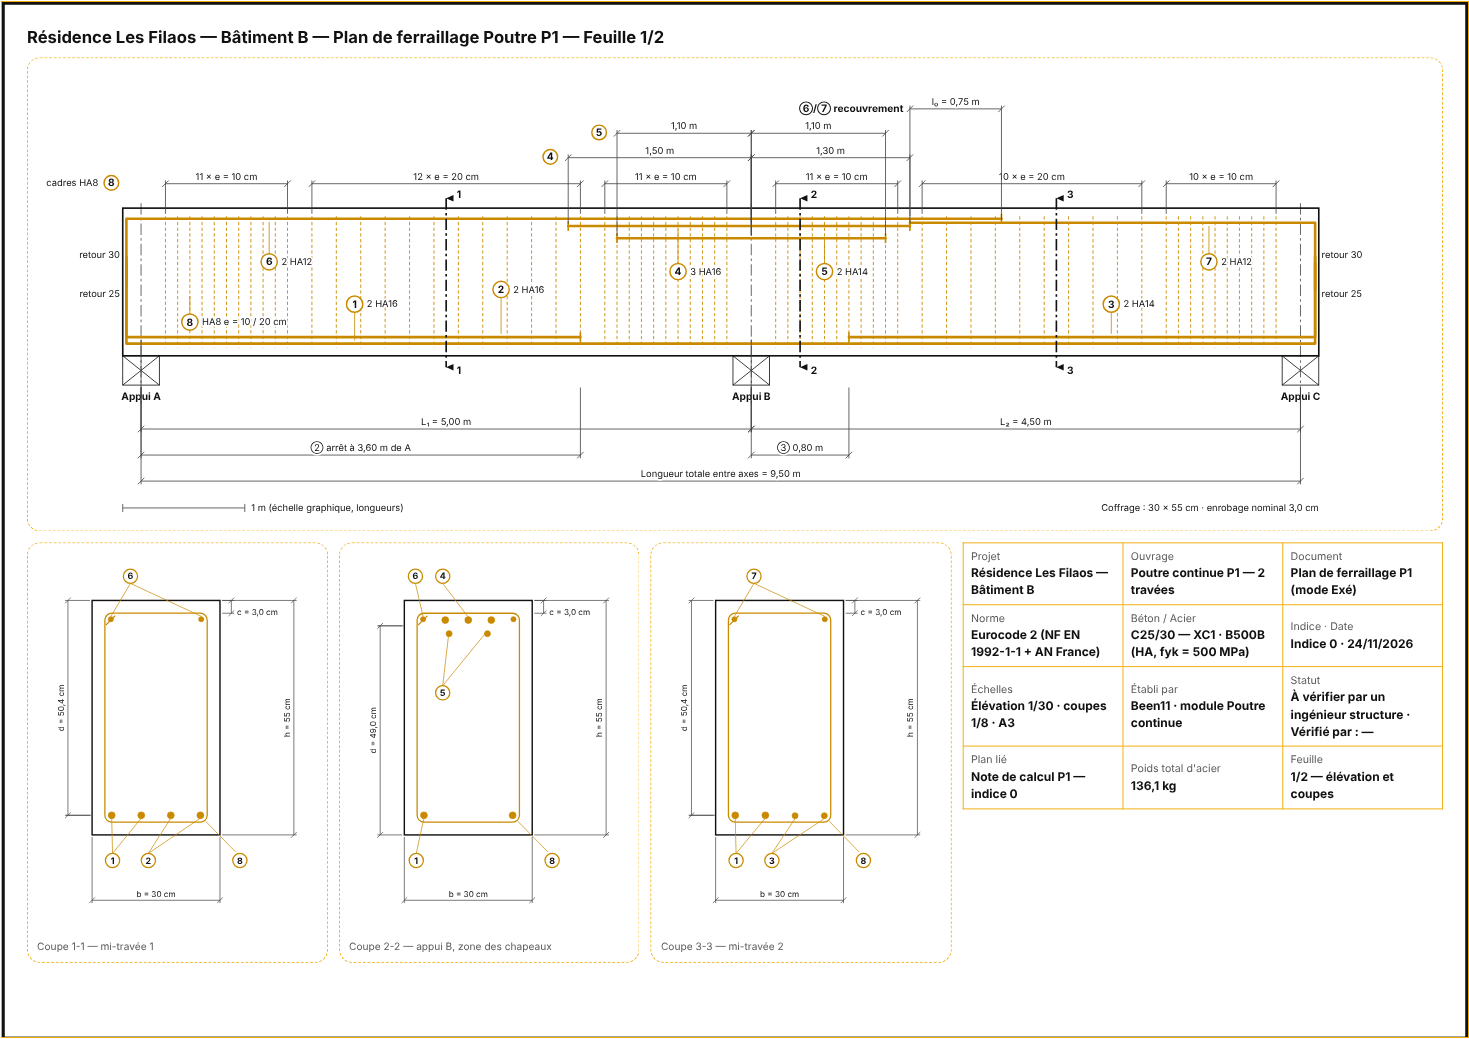 Résidence Les Filaos — Bâtiment B — Plan de ferraillage Poutre P1 — Feuille 1/2
6/7 recouvrement
l₀ = 0,75 m
5
1,10 m
1,10 m
4
1,50 m
1,30 m
cadres HA8 8
11 × e = 10 cm
12 × e = 20 cm
11 × e = 10 cm
11 × e = 10 cm
10 × e = 20 cm
10 × e = 10 cm
1
2
3
retour 30
6 2 HA12
4 3 HA16
5 2 HA14
7 2 HA12
retour 30
retour 25
2 2 HA16
1 2 HA16
3 2 HA14
retour 25
8 HA8 e = 10 / 20 cm
1
2
3
Appui A
Appui B
Appui C
L₁ = 5,00 m
L₂ = 4,50 m
2 arrêt à 3,60 m de A
3 0,80 m
Longueur totale entre axes = 9,50 m
1 m (échelle graphique, longueurs)
Coffrage : 30 × 55 cm · enrobage nominal 3,0 cm
6
c = 3,0 cm
d = 50,4 cm
h = 55 cm
1
2
8
b = 30 cm
Coupe 1-1 — mi-travée 1
6
4
c = 3,0 cm
5
d = 49,0 cm
h = 55 cm
1
8
b = 30 cm
Coupe 2-2 — appui B, zone des chapeaux
7
c = 3,0 cm
d = 50,4 cm
h = 55 cm
1
3
8
b = 30 cm
Coupe 3-3 — mi-travée 2
Projet
Résidence Les Filaos —
Bâtiment B
Ouvrage
Poutre continue P1 — 2
travées
Document
Plan de ferraillage P1
(mode Exé)
Norme
Eurocode 2 (NF EN
1992-1-1 + AN France)
Béton / Acier
C25/30 — XC1 · B500B
(HA, fyk = 500 MPa)
Indice · Date
Indice 0 · 24/11/2026
Échelles
Élévation 1/30 · coupes
1/8 · A3
Établi par
Been11 · module Poutre
continue
Statut
À vérifier par un
ingénieur structure ·
Vérifié par : —
Plan lié
Note de calcul P1 —
indice 0
Poids total d'acier
136,1 kg
Feuille
1/2 — élévation et
coupes